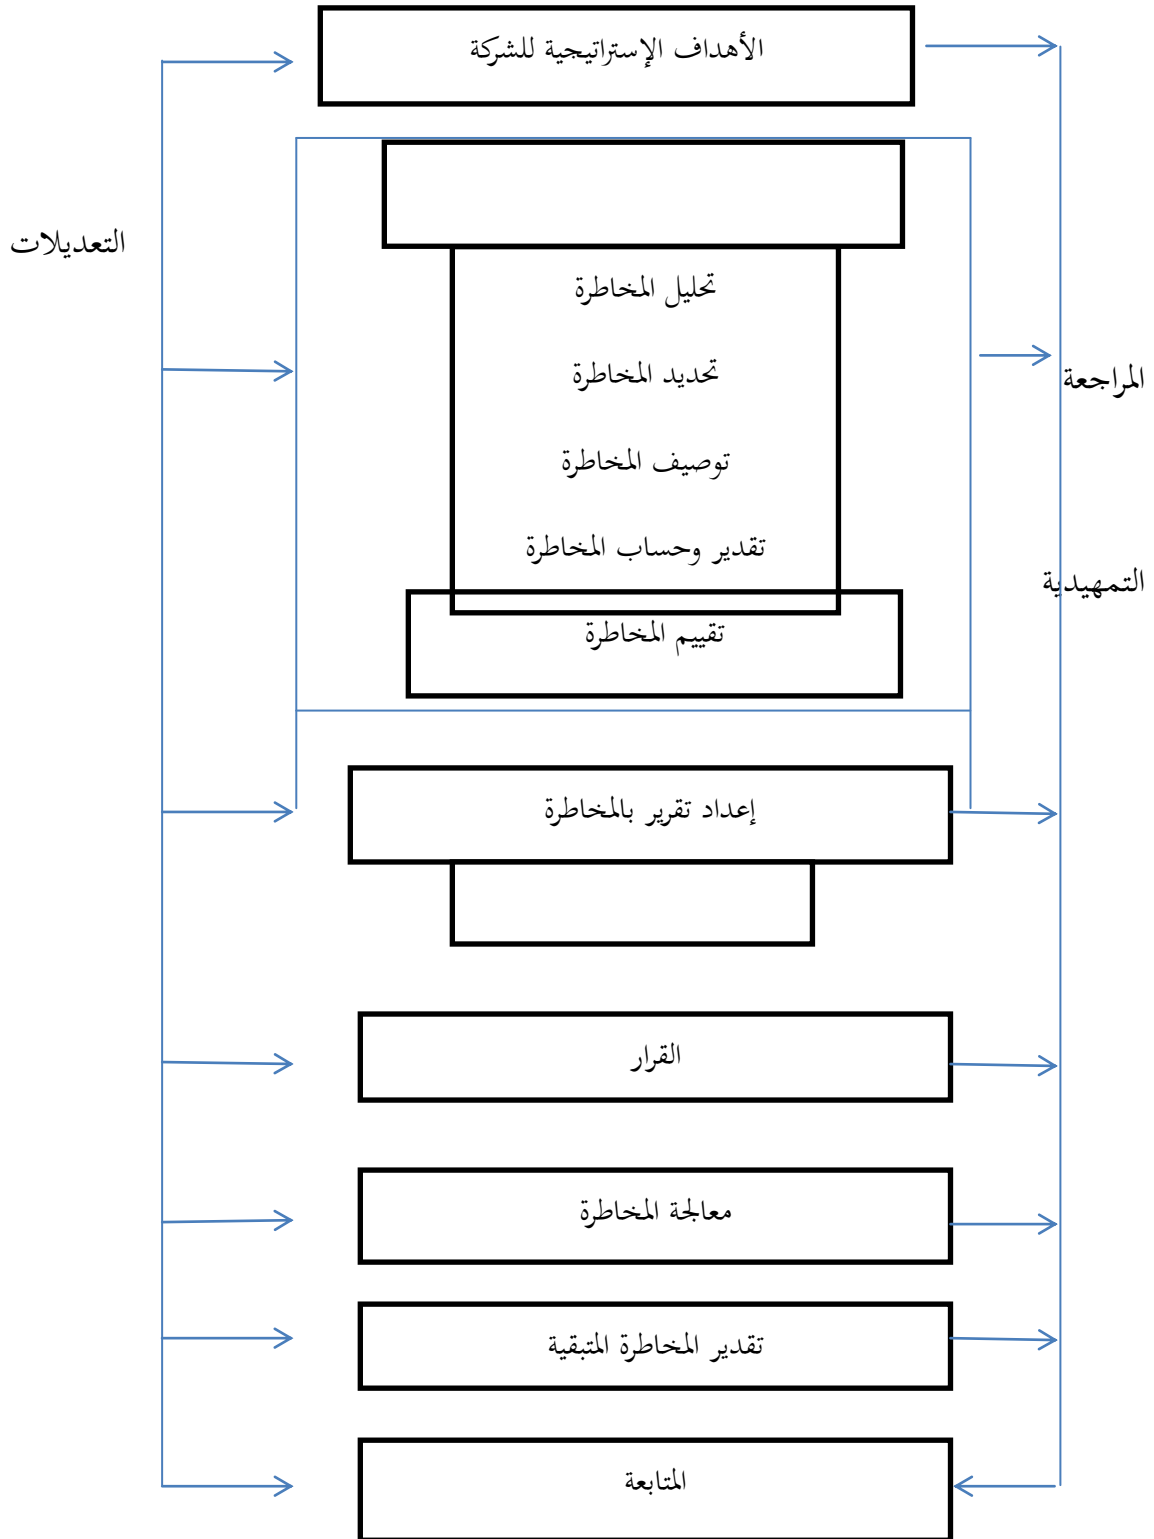 الأهداف الإستراتيجية للشركة
التعديلات
تحليل المخاطرة
تحديد المخاطرة
المراجعة
توصيف المخاطرة
تقدير وحساب المخاطرة
التمهيدية
تقييم المخاطرة
إعداد تقرير بالمخاطرة
القرار
معالجة المخاطرة
تقدير المخاطرة المتبقية
المتابعة